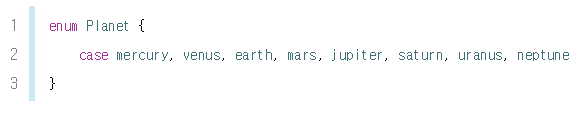 1 enum Planet {
2     case mercury, venus, earth, mars, jupiter, saturn, uranus, neptune
3 }